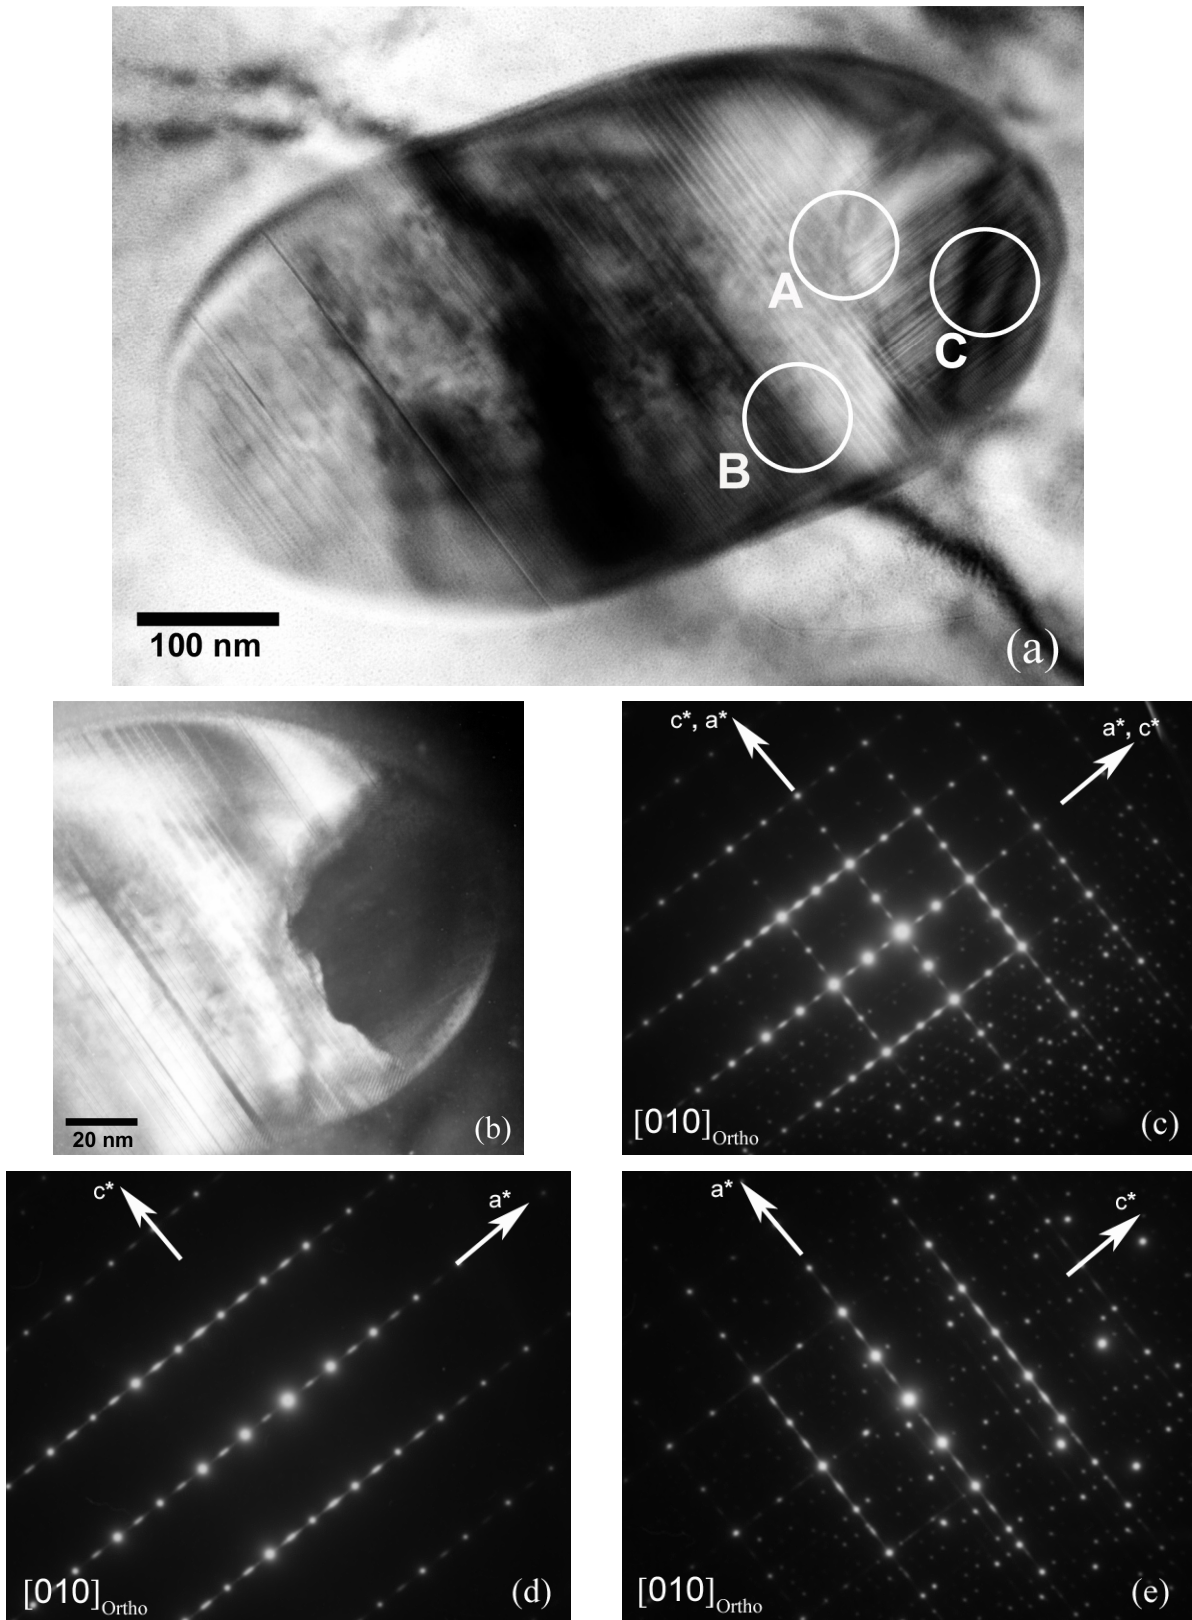 A
C
B
100 nm
(a)
20 nm
(b)
c*, a*
a*, c*
[010]Ortho
(c)
c*
a*
[010]Ortho
(d)
a*
c*
[010]Ortho
(e)